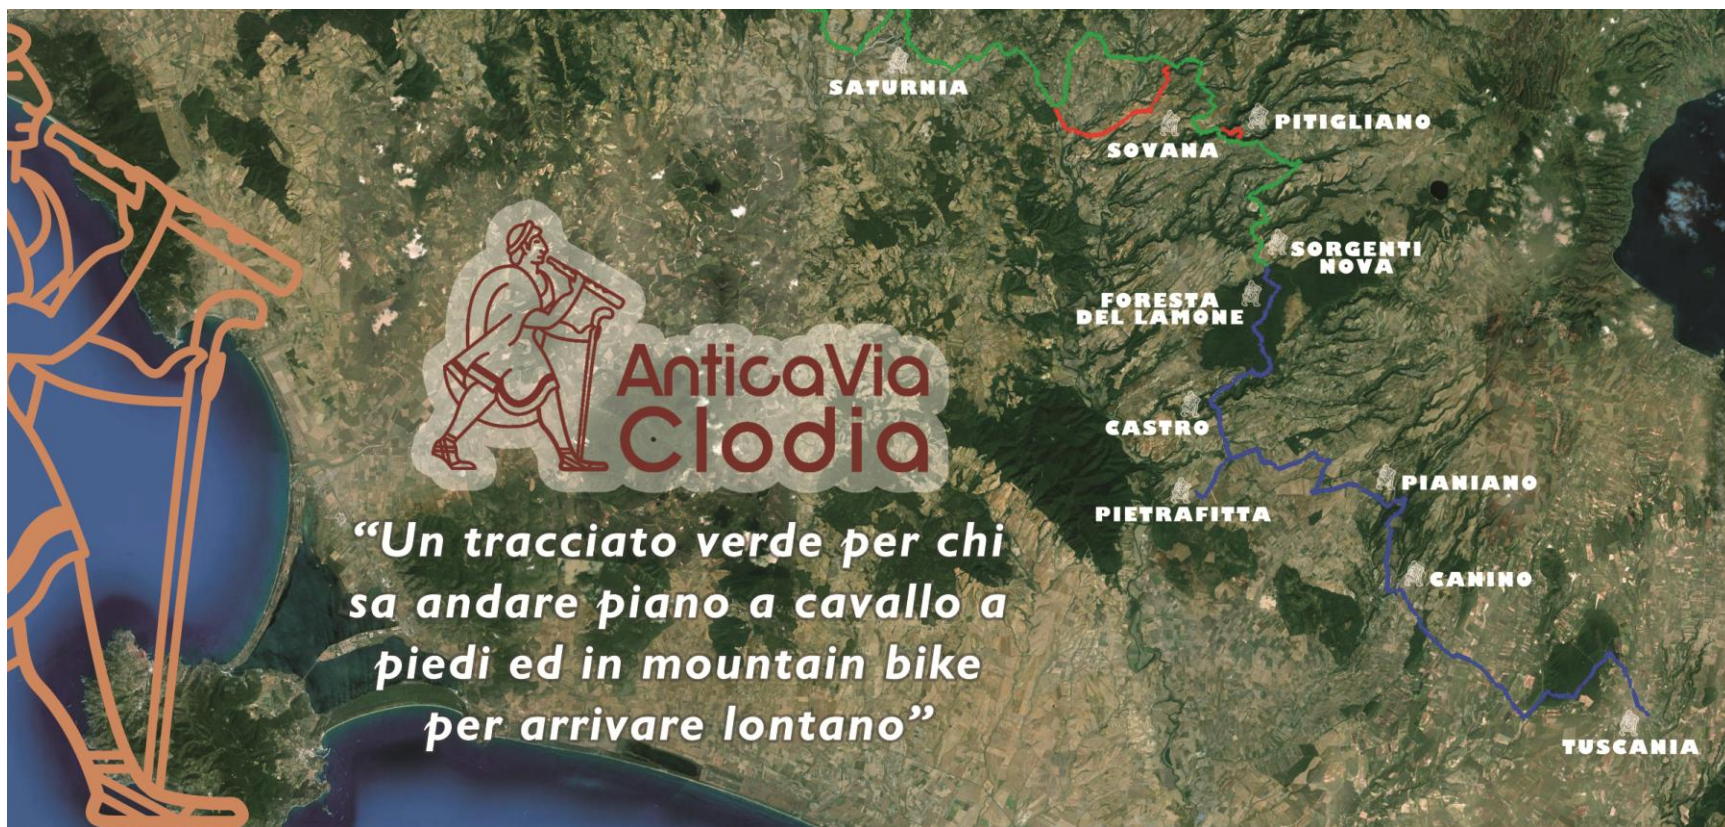 SATURNIA
PITIGLIANO
SOVANA
SORGENTI
NOVA
FORESTA
DEL LAMONE
AnticaVia
Clodia
CASTRO
PIANIANO
PIETRAFITTA
“Un tracciato verde per chi
sa andare piano a cavallo a
piedi ed in mountain bike
per arrivare lontano”
CANINO
TUSCANIA